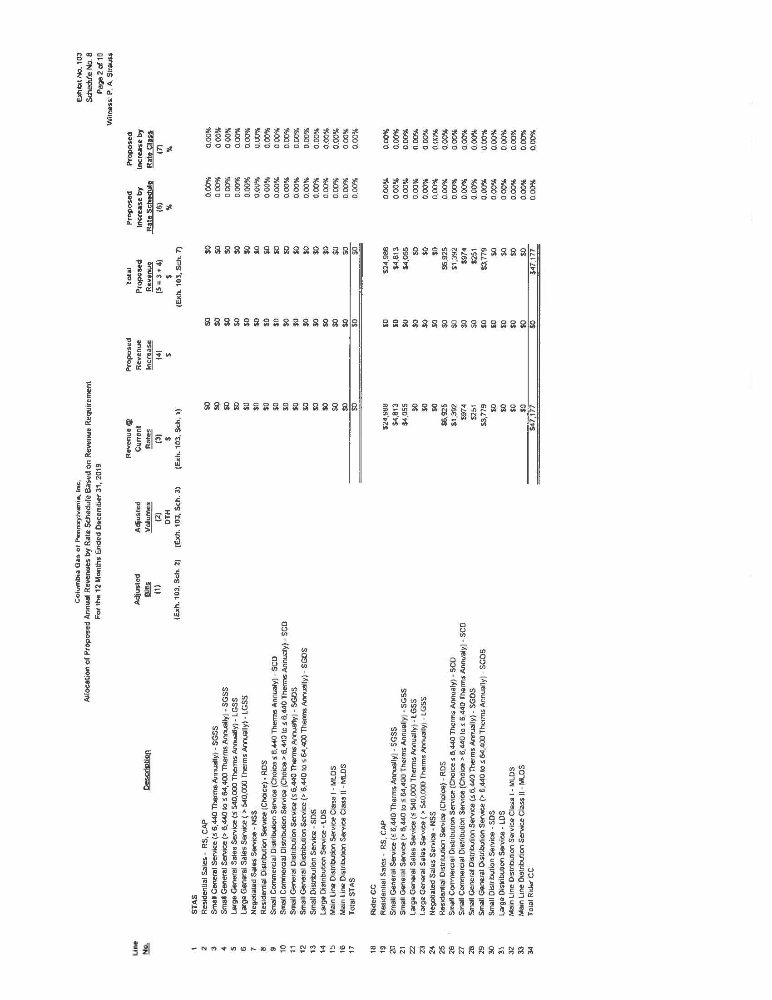 Exhibit No. 103
Schedule No. 8
Page 2 of 10
Witness: P. A. Strauss
Columbia Gas of Pennsylvania, Inc.
Allocation of Proposed Annual Revenues by Rate Schedule Based on Revenue Requirement
For the 12 Months Ended December 31, 2019
Revenue @ Proposed Total Proposed Proposed
Line Adjusted Adjusted Current Revenue Proposed Increase by Increase by
No. Description Bills Volumes Rates Increase Revenue Rate Schedule Rate Class
(1) (2) (3) (4) (5 = 3 + 4) (6) (7)
DTH $ $ $ % %
(Exh. 103, Sch. 2) (Exh. 103, Sch. 3) (Exh. 103, Sch. 1) (Exh. 103, Sch. 7)
1 STAS
2 Residential Sales - RS, CAP $0 $0 $0 0.00% 0.00%
3 Small General Service (≤ 6,440 Therms Annually) - SGSS $0 $0 $0 0.00% 0.00%
4 Small General Service (> 6,440 to ≤ 64,400 Therms Annually) - SGSS $0 $0 $0 0.00% 0.00%
5 Large General Sales Service (≤ 540,000 Therms Annually) - LGSS $0 $0 $0 0.00% 0.00%
6 Large General Sales Service ( > 540,000 Therms Annually) - LGSS $0 $0 $0 0.00% 0.00%
7 Negotiated Sales Service - NSS $0 $0 $0 0.00% 0.00%
8 Residential Distribution Service (Choice) - RDS $0 $0 $0 0.00% 0.00%
9 Small Commercial Distribution Service (Choice ≤ 6,440 Therms Annualy) - SCD $0 $0 $0 0.00% 0.00%
10 Small Commercial Distribution Service (Choice > 6,440 to ≤ 6,440 Therms Annualy) - SCD $0 $0 $0 0.00% 0.00%
11 Small General Distribution Service (≤ 6,440 Therms Annually) - SGDS $0 $0 $0 0.00% 0.00%
12 Small General Distribution Service (> 6,440 to ≤ 64,400 Therms Annually) - SGDS $0 $0 $0 0.00% 0.00%
13 Small Distribution Service - SDS $0 $0 $0 0.00% 0.00%
14 Large Distribution Service - LDS $0 $0 $0 0.00% 0.00%
15 Main Line Distribution Service Class I - MLDS $0 $0 $0 0.00% 0.00%
16 Main Line Distribution Service Class II - MLDS $0 $0 $0 0.00% 0.00%
17 Total STAS $0 $0 $0 0.00% 0.00%
18 Rider CC
19 Residential Sales - RS, CAP $24,988 $0 $24,988 0.00% 0.00%
20 Small General Service (≤ 6,440 Therms Annually) - SGSS $4,813 $0 $4,813 0.00% 0.00%
21 Small General Service (> 6,440 to ≤ 64,400 Therms Annually) - SGSS $4,055 $0 $4,055 0.00% 0.00%
22 Large General Sales Service (≤ 540,000 Therms Annually) - LGSS $0 $0 $0 0.00% 0.00%
23 Large General Sales Service ( > 540,000 Therms Annually) - LGSS $0 $0 $0 0.00% 0.00%
24 Negotiated Sales Service - NSS $0 $0 $0 0.00% 0.00%
25 Residential Distribution Service (Choice) - RDS $6,925 $0 $6,925 0.00% 0.00%
26 Small Commercial Distribution Service (Choice ≤ 6,440 Therms Annualy) - SCD $1,392 $0 $1,392 0.00% 0.00%
27 Small Commercial Distribution Service (Choice > 6,440 to ≤ 6,440 Therms Annualy) - SCD $974 $0 $974 0.00% 0.00%
28 Small General Distribution Service (≤ 6,440 Therms Annually) - SGDS $251 $0 $251 0.00% 0.00%
29 Small General Distribution Service (> 6,440 to ≤ 64,400 Therms Annually) - SGDS $3,779 $0 $3,779 0.00% 0.00%
30 Small Distribution Service - SDS $0 $0 $0 0.00% 0.00%
31 Large Distribution Service - LDS $0 $0 $0 0.00% 0.00%
32 Main Line Distribution Service Class I - MLDS $0 $0 $0 0.00% 0.00%
33 Main Line Distribution Service Class II - MLDS $0 $0 $0 0.00% 0.00%
34 Total Rider CC $47,177 $0 $47,177 0.00% 0.00%